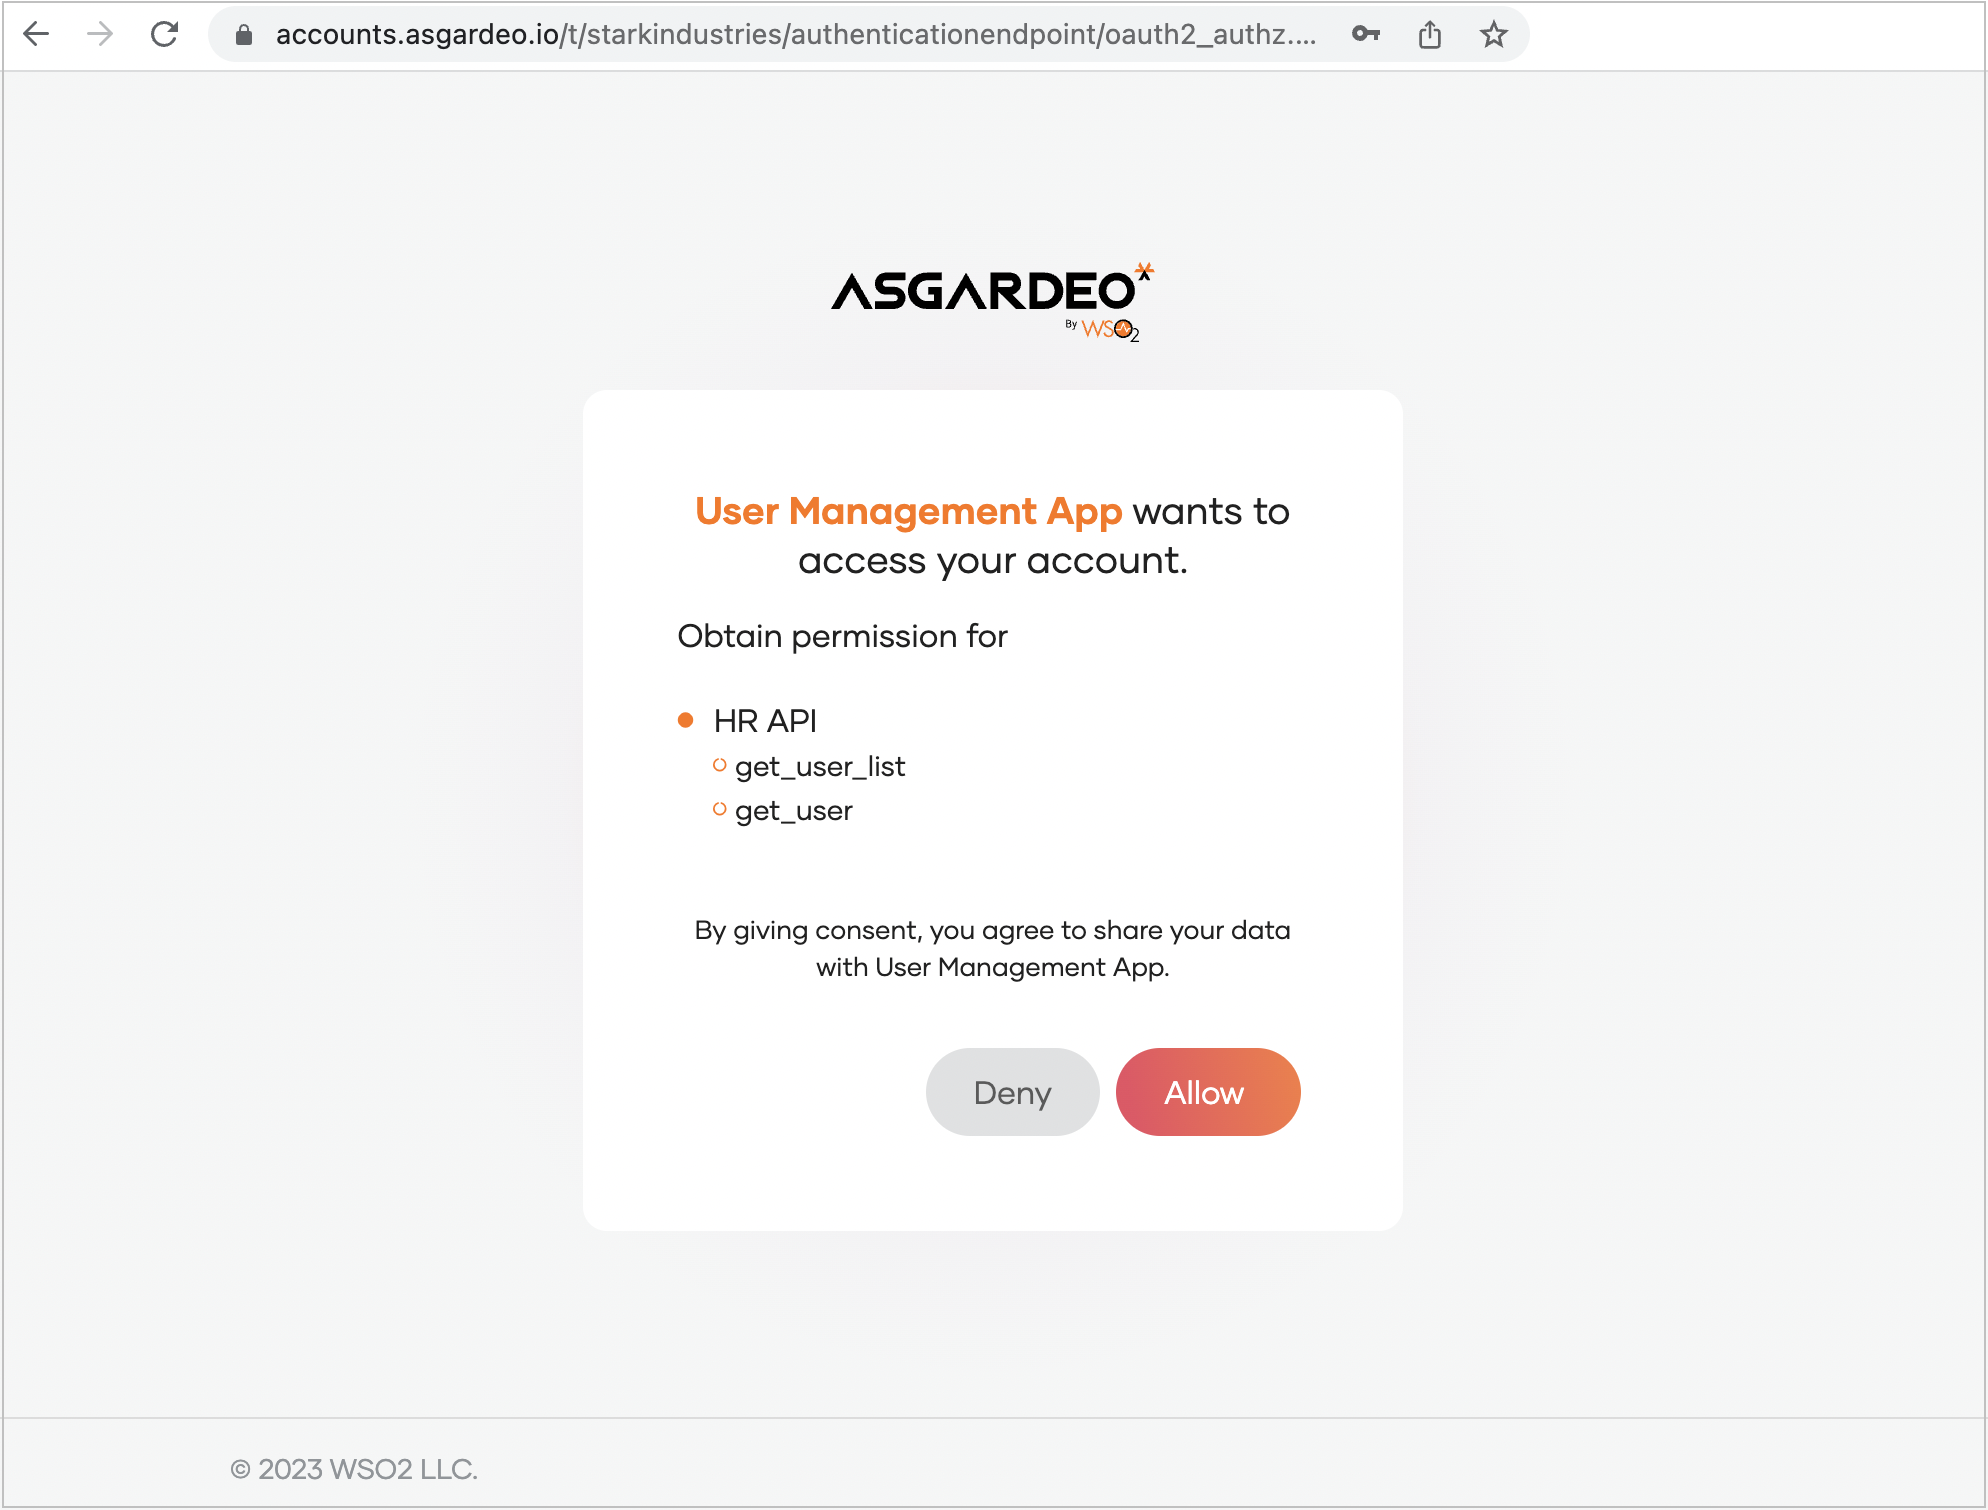 accounts.asgardeo.io/t/starkindustries/authenticationendpoint/oauth2_authz....
ASGARDEO
By WSO2
User Management App wants to
access your account.
Obtain permission for
HR API
get_user_list
get_user
By giving consent, you agree to share your data
with User Management App.
Deny Allow
© 2023 WSO2 LLC.